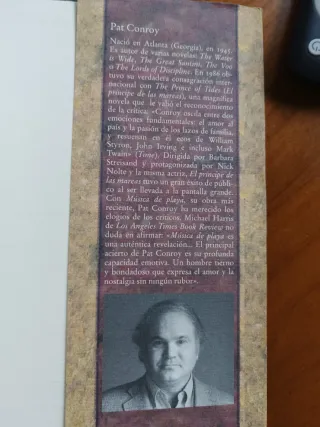 Pat Conroy
Nació en Atlanta (Georgia), en 1945.
Es autor de varias novelas: The Water
Is Wide, The Great Santini, The Boo
o The Lords of Discipline. En 1986 ob-
tuvo su verdadera consagración inter-
nacional con The Prince of Tides (El
príncipe de las mareas), una magnífica
novela que le valió el reconocimiento
de la crítica: «Conroy oscila entre dos
emociones fundamentales: el amor al
país y la pasión de los lazos de familia,
y resuenan en él ecos de William
Styron, John Irving e incluso Mark
Twain» (Time). Dirigida por Barbara
Streisand y protagonizada por Nick
Nolte y la misma actriz, El príncipe de
las mareas tuvo un gran éxito de públi-
co al ser llevada a la pantalla grande.
Con Música de playa, su obra más
reciente, Pat Conroy ha merecido los
elogios de los críticos. Michael Harris
de Los Angeles Times Book Review no
duda en afirmar: «Música de playa es
una auténtica revelación... El principal
acierto de Pat Conroy es su profunda
capacidad emotiva. Un hombre tierno
y bondadoso que expresa el amor y la
nostalgia sin ningún rubor».